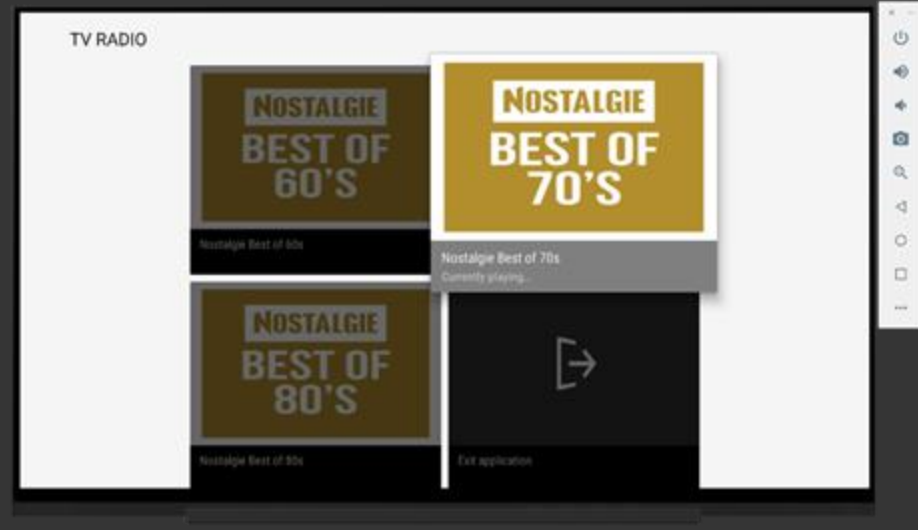 TV RADIO
NOSTALGIE
BEST OF
60'S
Nostalgie Best of 60s
NOSTALGIE
BEST OF
70'S
Nostalgie Best of 70s
Currently playing...
NOSTALGIE
BEST OF
80'S
Nostalgie Best of 80s
Exit application